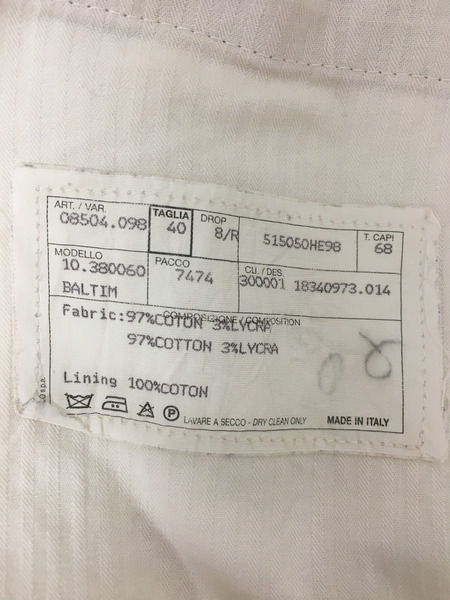 ART. / VAR. TAGLIA DROP T. CAPI
08504.098 40 8/R 515050HE98 68
MODELLO PACCO CU. / DES.
10.380060 7474 300001 18340973.014
BALTIM
COMPOSIZIONE / COMPOSITION
Fabric:97%COTON 3%LYCRA
97%COTTON 3%LYCRA
Lining 100%COTON
P LAVARE A SECCO - DRY CLEAN ONLY MADE IN ITALY